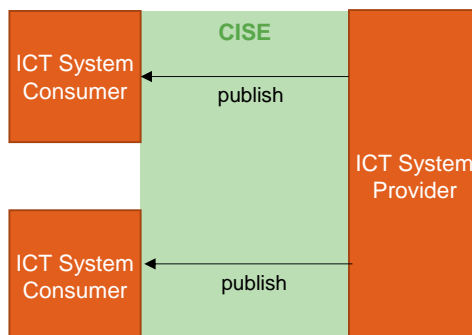 CISE
ICT System
Consumer
publish
ICT System
Provider
ICT System
Consumer
publish